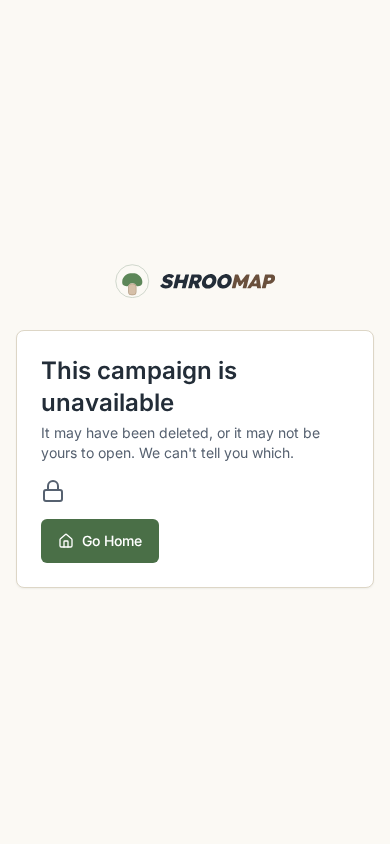 SHROOMAP
This campaign is
unavailable
It may have been deleted, or it may not be
yours to open. We can't tell you which.
Go Home